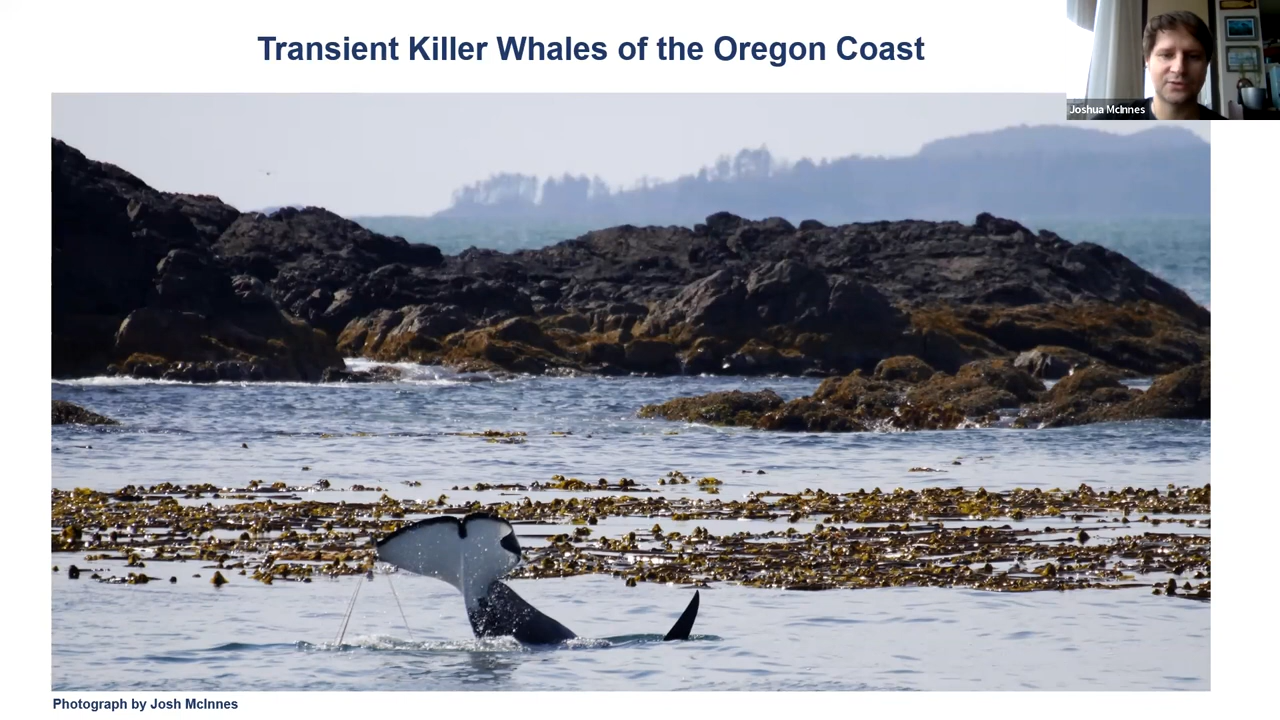 Transient Killer Whales of the Oregon Coast
Joshua McInnes
Photograph by Josh McInnes